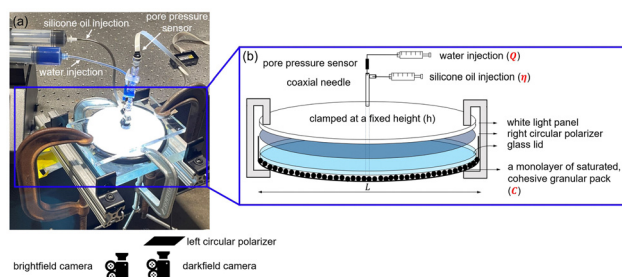 (a)
silicone oil injection
pore pressure
sensor
water injection
(b)
pore pressure sensor
coaxial needle
water injection (Q)
silicone oil injection (η)
clamped at a fixed height (h)
white light panel
right circular polarizer
glass lid
a monolayer of saturated,
cohesive granular pack
(C)
L
left circular polarizer
brightfield camera
darkfield camera